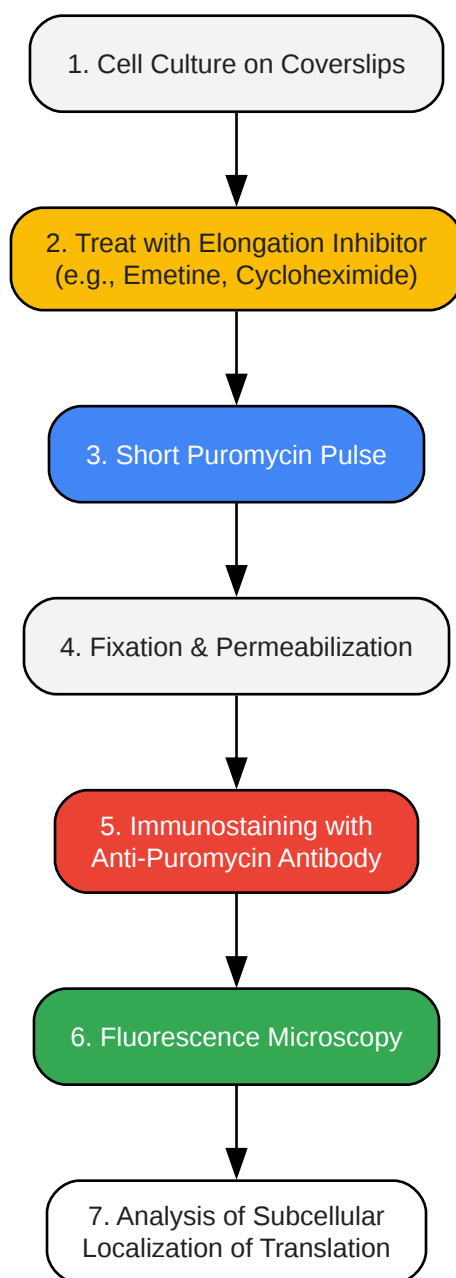 1. Cell Culture on Coverslips
2. Treat with Elongation Inhibitor
(e.g., Emetine, Cycloheximide)
3. Short Puromycin Pulse
4. Fixation & Permeabilization
5. Immunostaining with
Anti-Puromycin Antibody
6. Fluorescence Microscopy
7. Analysis of Subcellular
Localization of Translation